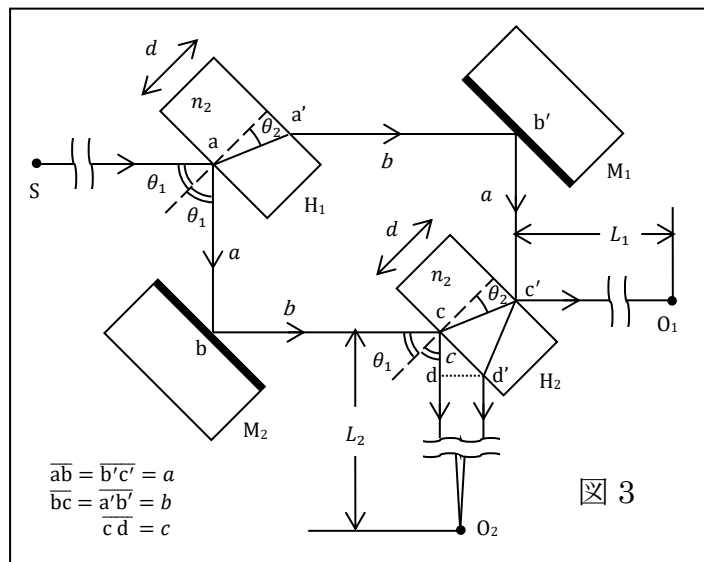 d
n₂
θ₂
a'
a
S
θ₁
θ₁
H₁
b
b'
M₁
a
a
d
L₁
n₂
θ₂
c'
c
O₁
b
b
θ₁
c
d
d'
H₂
M₂
L₂
ab = b'c' = a
bc = a'b' = b
c d = c
図 3
O₂